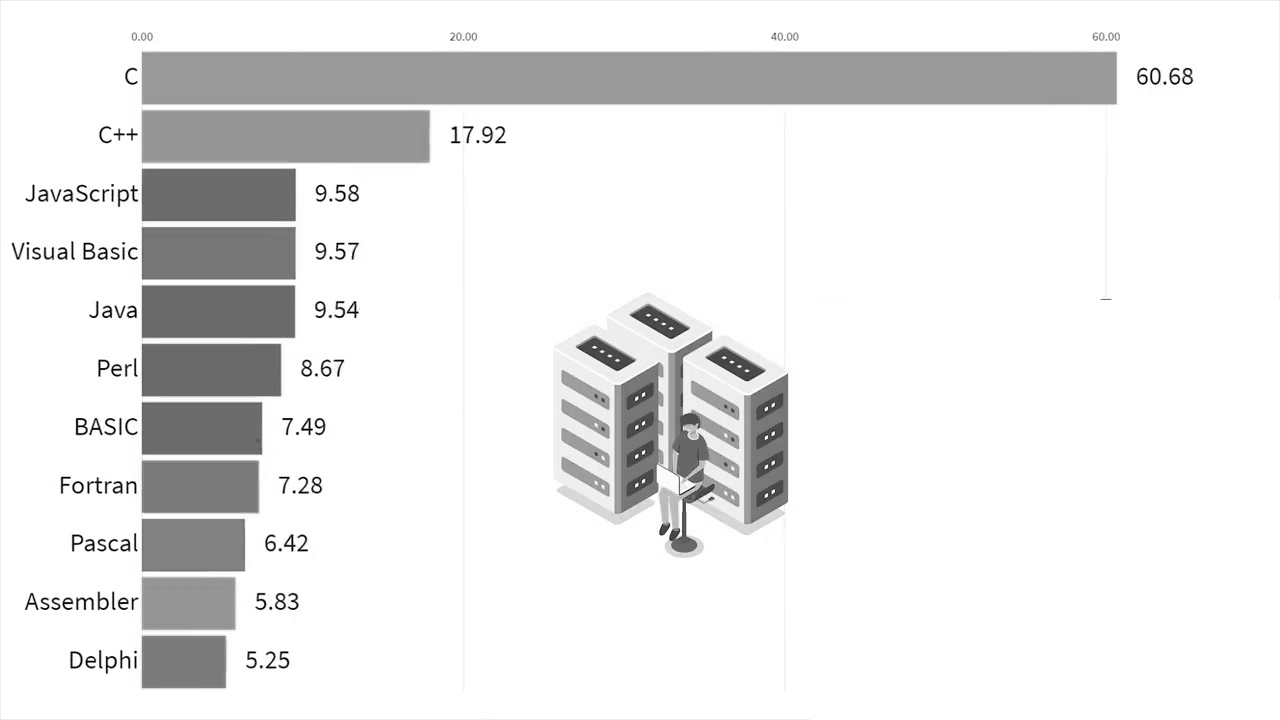 0.00 20.00 40.00 60.00
C 60.68
C++ 17.92
JavaScript 9.58
Visual Basic 9.57
Java 9.54
Perl 8.67
BASIC 7.49
Fortran 7.28
Pascal 6.42
Assembler 5.83
Delphi 5.25